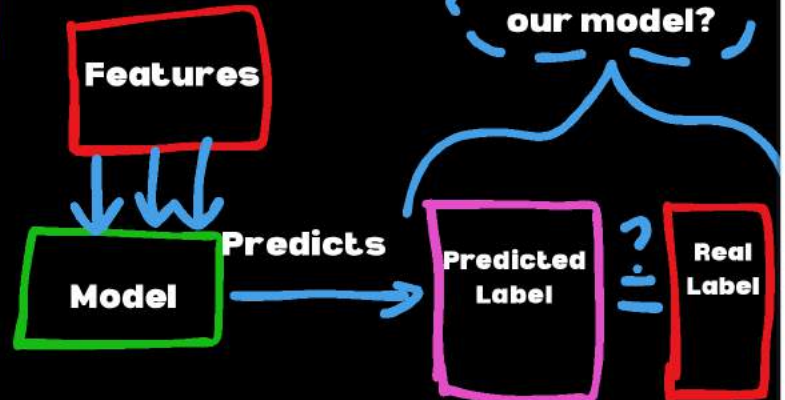 our model?
Features
Predicts
Model
Predicted
Label
?
=
Real
Label